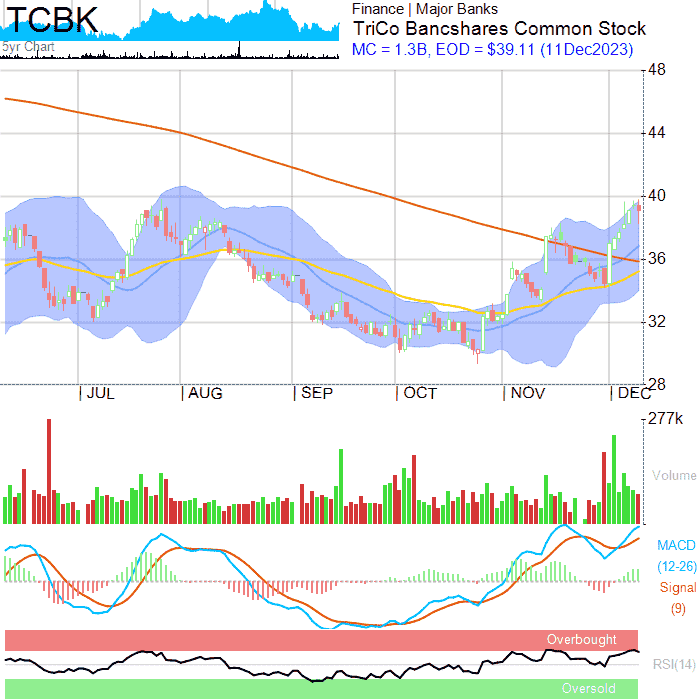 TCBK
Finance | Major Banks
TriCo Bancshares Common Stock
5yr Chart
MC = 1.3B, EOD = $39.11 (11Dec2023)
48
44
40
36
32
28
JUL AUG SEP OCT NOV DEC
277k
Volume
MACD
(12-26)
Signal
(9)
Overbought
RSI(14)
Oversold